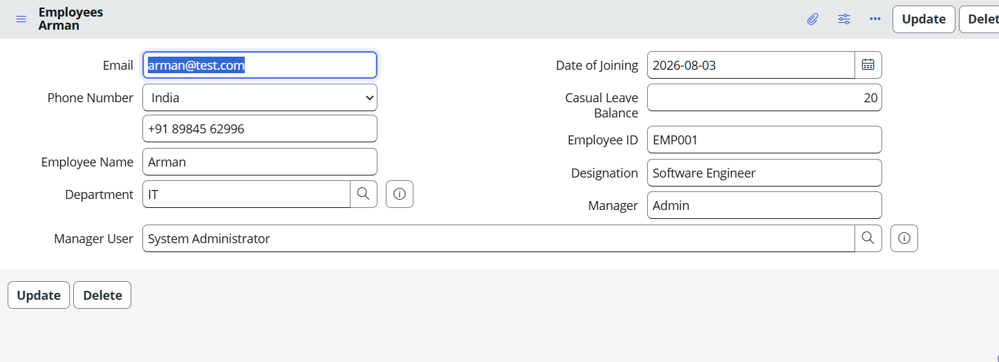 Employees
Arman
Update
Delet
Email
arman@test.com
Phone Number
India
+91 89845 62996
Employee Name
Arman
Department
IT
Date of Joining
2026-08-03
Casual Leave
Balance
20
Employee ID
EMP001
Designation
Software Engineer
Manager
Admin
Manager User
System Administrator
Update
Delete